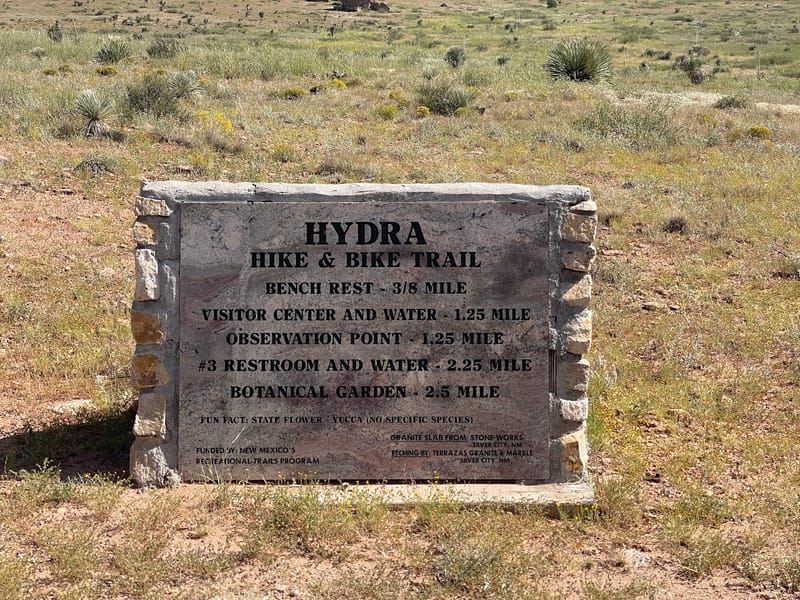 HYDRA
HIKE & BIKE TRAIL
BENCH REST - 3/8 MILE
VISITOR CENTER AND WATER - 1.25 MILE
OBSERVATION POINT - 1.25 MILE
#3 RESTROOM AND WATER - 2.25 MILE
BOTANICAL GARDEN - 2.5 MILE
FUN FACT: STATE FLOWER - YUCCA (NO SPECIFIC SPECIES)
FUNDED BY: NEW MEXICO'S
RECREATIONAL TRAILS PROGRAM
GRANITE SLAB FROM: STONE-WORKS
SILVER CITY, NM
ETCHING BY: TERRAZAS GRANITE & MARBLE
SILVER CITY, NM